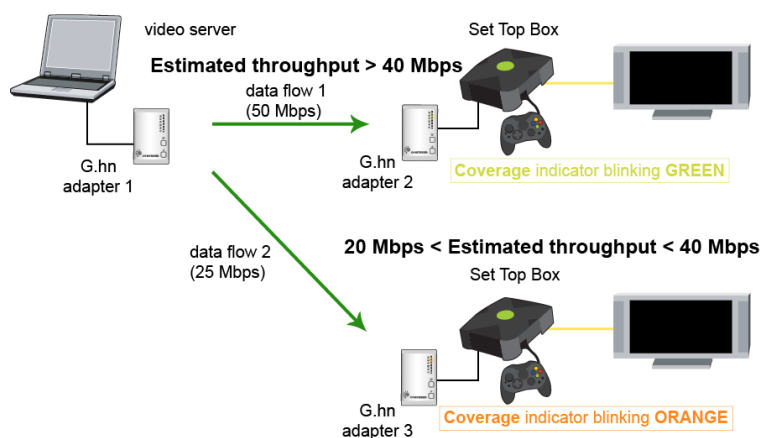 video server
Set Top Box
Estimated throughput > 40 Mbps
data flow 1
(50 Mbps)
G.hn
adapter 1
G.hn
adapter 2
Coverage indicator blinking GREEN
data flow 2
(25 Mbps)
20 Mbps < Estimated throughput < 40 Mbps
Set Top Box
G.hn
adapter 3
Coverage indicator blinking ORANGE